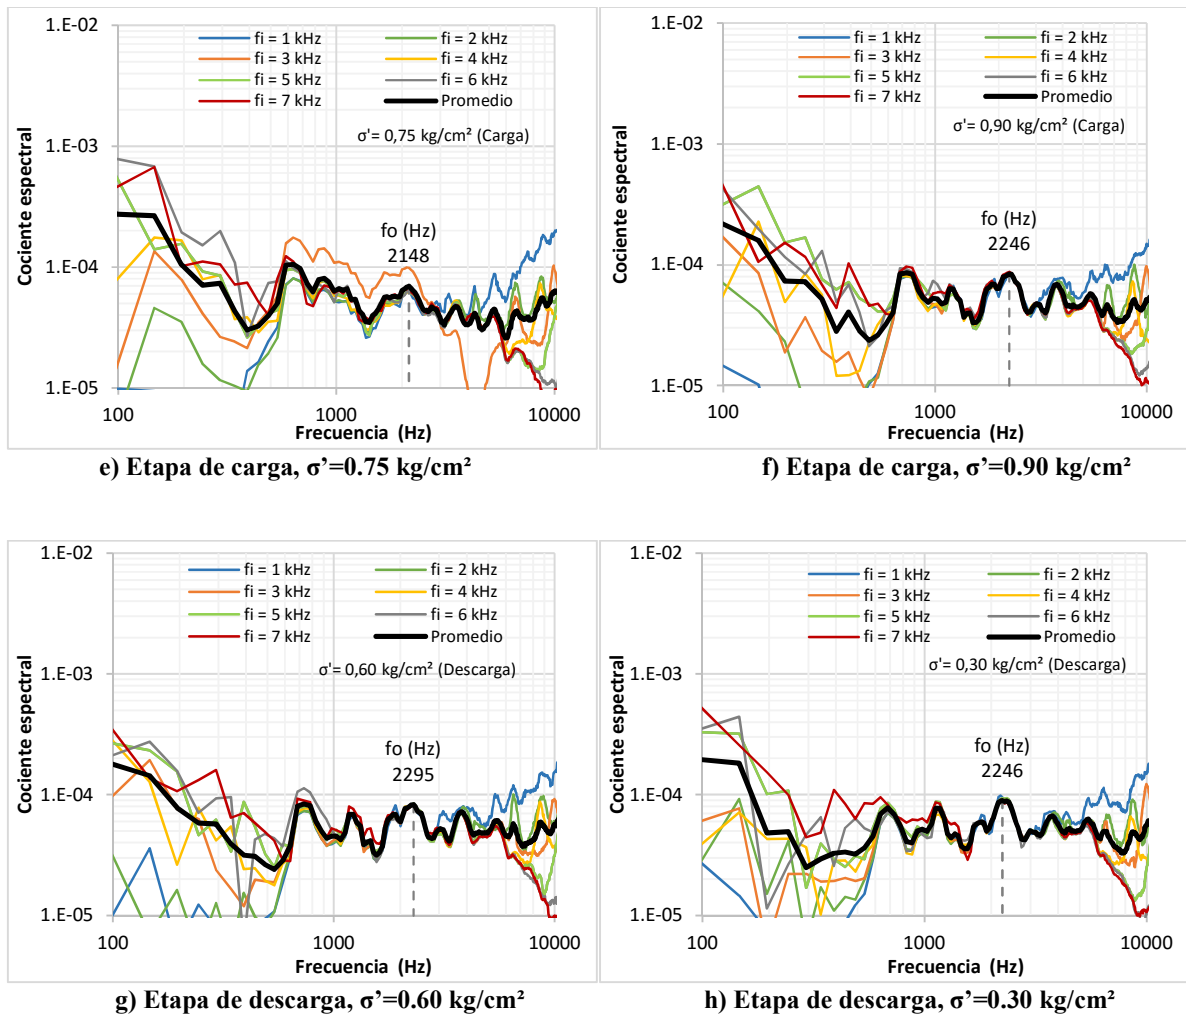 1.E-02
fi = 1 kHz
fi = 2 kHz
fi = 3 kHz
fi = 4 kHz
fi = 5 kHz
fi = 6 kHz
fi = 7 kHz
Promedio
σ'= 0,75 kg/cm² (Carga)
1.E-03
fo (Hz)
2148
1.E-04
1.E-05
100
1000
10000
Cociente espectral
Frecuencia (Hz)
e) Etapa de carga, σ’=0.75 kg/cm²
1.E-02
fi = 1 kHz
fi = 2 kHz
fi = 3 kHz
fi = 4 kHz
fi = 5 kHz
fi = 6 kHz
fi = 7 kHz
Promedio
σ'= 0,90 kg/cm² (Carga)
1.E-03
fo (Hz)
2246
1.E-04
1.E-05
100
1000
10000
Cociente espectral
Frecuencia (Hz)
f) Etapa de carga, σ’=0.90 kg/cm²
1.E-02
fi = 1 kHz
fi = 2 kHz
fi = 3 kHz
fi = 4 kHz
fi = 5 kHz
fi = 6 kHz
fi = 7 kHz
Promedio
σ'= 0,60 kg/cm² (Descarga)
1.E-03
fo (Hz)
2295
1.E-04
1.E-05
100
1000
10000
Cociente espectral
Frecuencia (Hz)
g) Etapa de descarga, σ’=0.60 kg/cm²
1.E-02
fi = 1 kHz
fi = 2 kHz
fi = 3 kHz
fi = 4 kHz
fi = 5 kHz
fi = 6 kHz
fi = 7 kHz
Promedio
σ'= 0,30 kg/cm² (Descarga)
1.E-03
fo (Hz)
2246
1.E-04
1.E-05
100
1000
10000
Cociente espectral
Frecuencia (Hz)
h) Etapa de descarga, σ’=0.30 kg/cm²